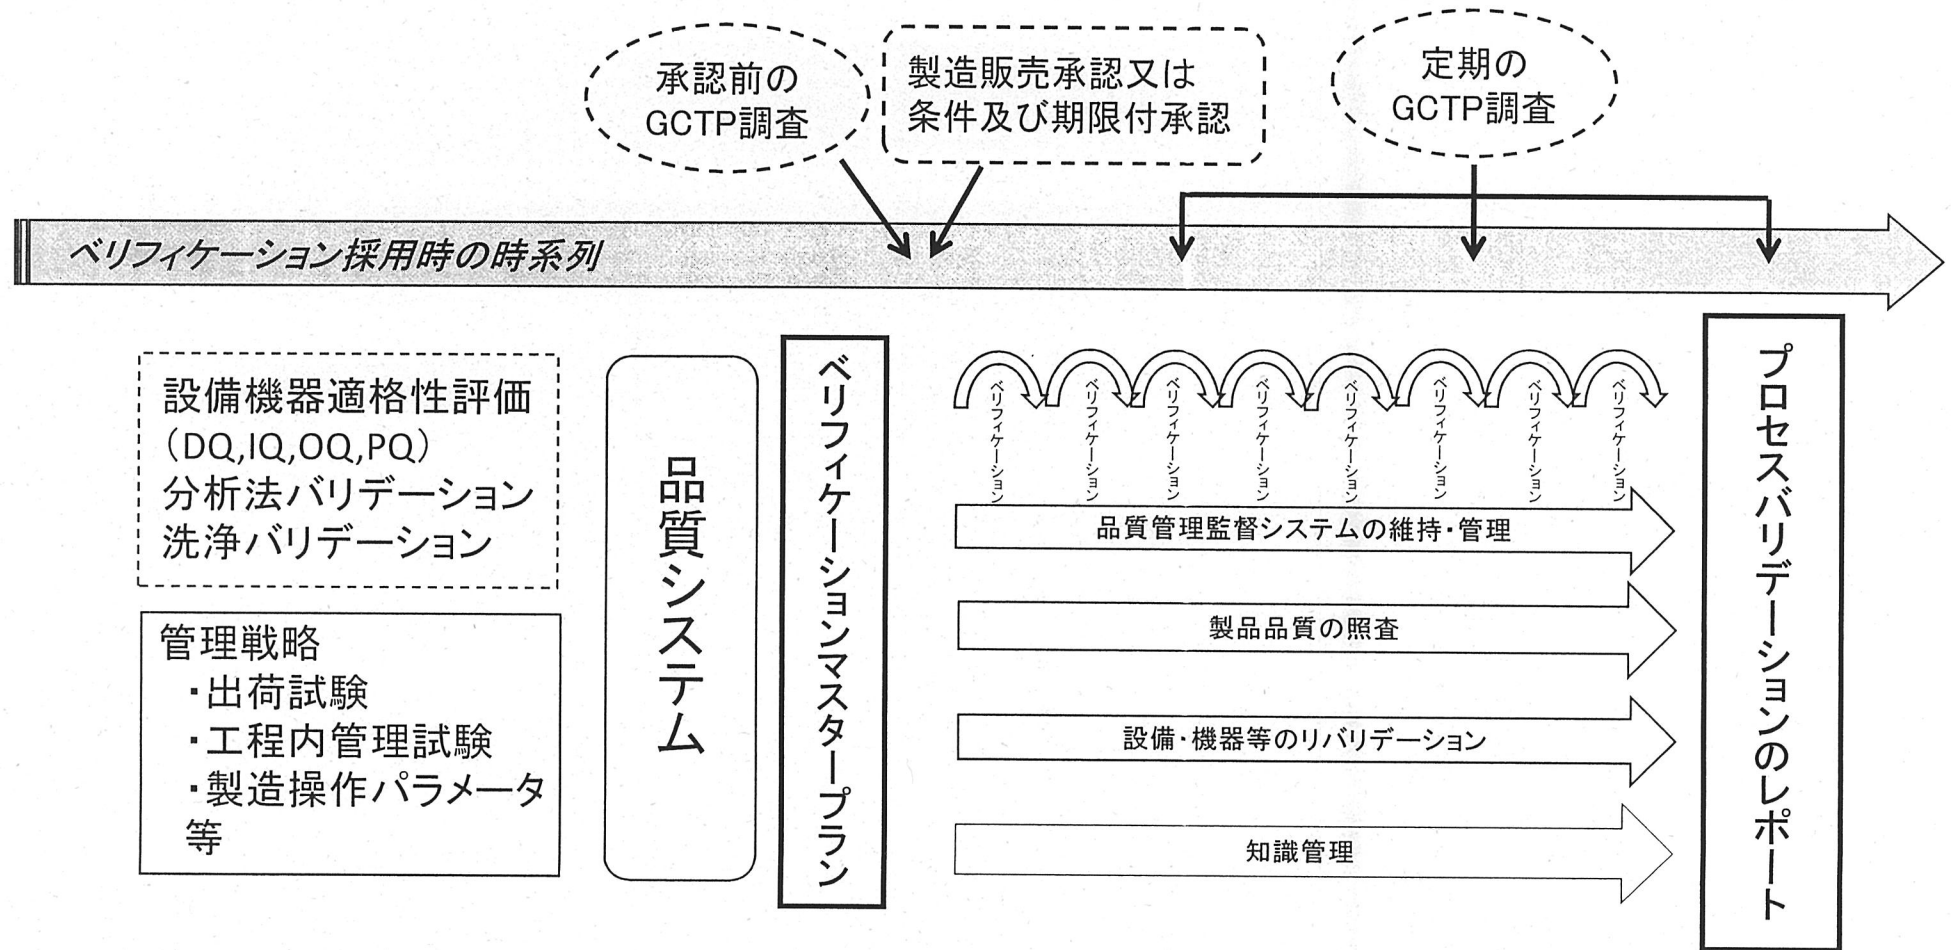 承認前の
GCTP調査
製造販売承認又は
条件及び期限付承認
定期の
GCTP調査
ベリフィケーション採用時の時系列
設備機器適格性評価
（DQ,IQ,OQ,PQ）
分析法バリデーション
洗浄バリデーション
管理戦略
・出荷試験
・工程内管理試験
・製造操作パラメータ
等
品質システム
ベリフィケーションマスタープラン
ベリフィケーション
ベリフィケーション
ベリフィケーション
ベリフィケーション
ベリフィケーション
ベリフィケーション
ベリフィケーション
ベリフィケーション
品質管理監督システムの維持・管理
製品品質の照査
設備・機器等のリバリデーション
知識管理
プロセスバリデーションのレポート